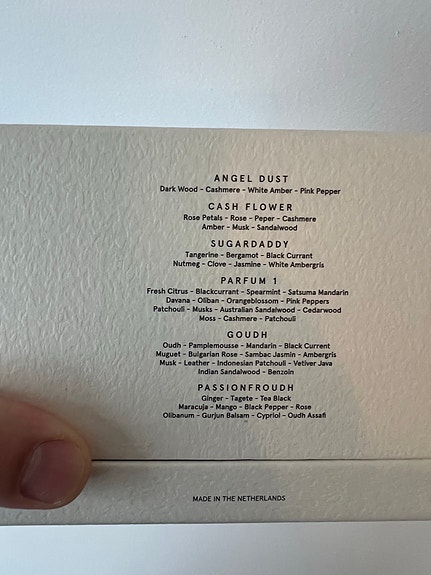 ANGEL DUST
Dark Wood - Cashmere - White Amber - Pink Pepper
CASH FLOWER
Rose Petals - Rose - Peper - Cashmere
Amber - Musk - Sandalwood
SUGARDADDY
Tangerine - Bergamot - Black Currant
Nutmeg - Clove - Jasmine - White Ambergris
PARFUM 1
Fresh Citrus - Blackcurrant - Spearmint - Satsuma Mandarin
Davana - Oliban - Orangeblossom - Pink Peppers
Patchouli - Musks - Australian Sandalwood - Cedarwood
Moss - Cashmere - Patchouli
GOUDH
Oudh - Pamplemousse - Mandarin - Black Current
Muguet - Bulgarian Rose - Sambac Jasmin - Ambergris
Musk - Leather - Indonesian Patchouli - Vetiver Java
Indian Sandalwood - Benzoin
PASSIONFROUDH
Ginger - Tagete - Tea Black
Maracuja - Mango - Black Pepper - Rose
Olibanum - Gurjun Balsam - Cypriol - Oudh Assafi
MADE IN THE NETHERLANDS